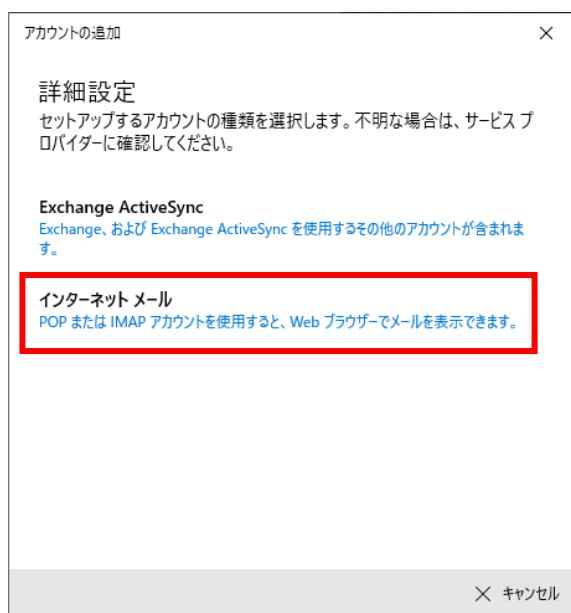 アカウントの追加
詳細設定
セットアップするアカウントの種類を選択します。不明な場合は、サービス プ
ロバイダーに確認してください。
Exchange ActiveSync
Exchange、および Exchange ActiveSync を使用するその他のアカウントが含まれま
す。
インターネット メール
POP または IMAP アカウントを使用すると、Web ブラウザーでメールを表示できます。
キャンセル